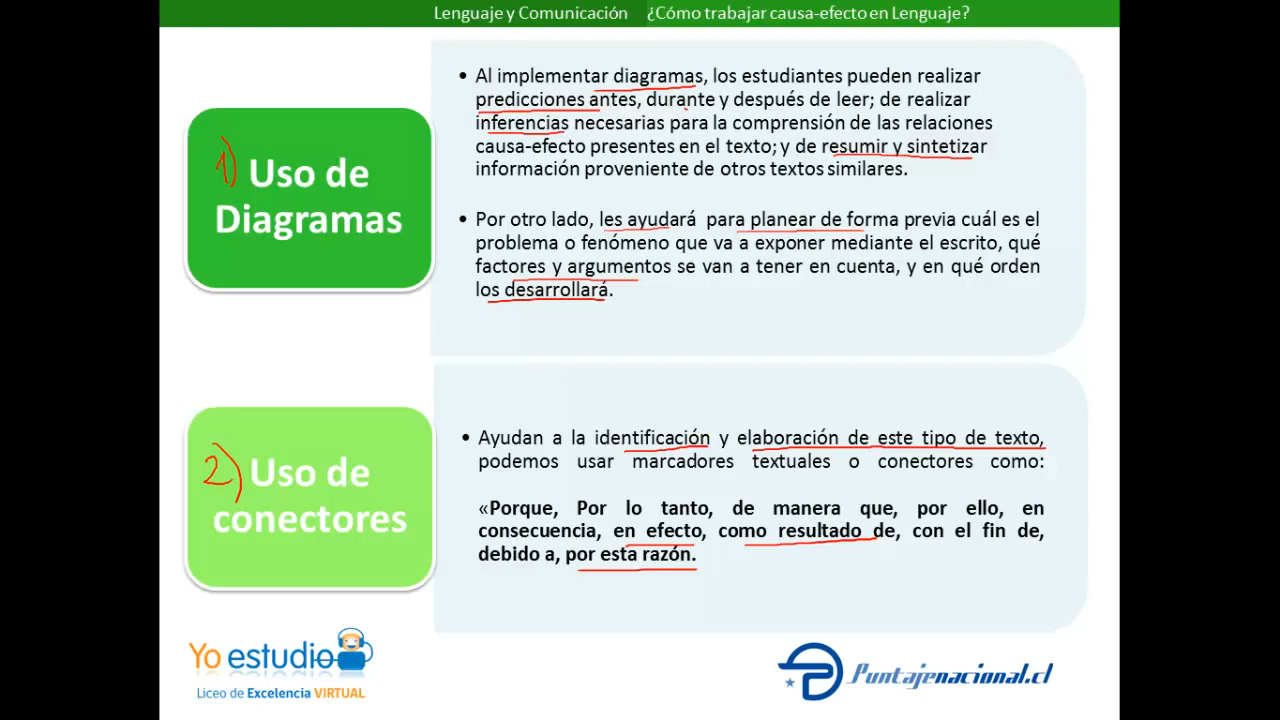 Lenguaje y Comunicación ¿Cómo trabajar causa-efecto en Lenguaje?
1) Uso de
Diagramas
• Al implementar diagramas, los estudiantes pueden realizar
predicciones antes, durante y después de leer; de realizar
inferencias necesarias para la comprensión de las relaciones
causa-efecto presentes en el texto; y de resumir y sintetizar
información proveniente de otros textos similares.
• Por otro lado, les ayudará para planear de forma previa cuál es el
problema o fenómeno que va a exponer mediante el escrito, qué
factores y argumentos se van a tener en cuenta, y en qué orden
los desarrollará.
2) Uso de
conectores
• Ayudan a la identificación y elaboración de este tipo de texto,
podemos usar marcadores textuales o conectores como:
«Porque, Por lo tanto, de manera que, por ello, en
consecuencia, en efecto, como resultado de, con el fin de,
debido a, por esta razón.
Yo estudio
Liceo de Excelencia VIRTUAL
Puntajenacional.cl